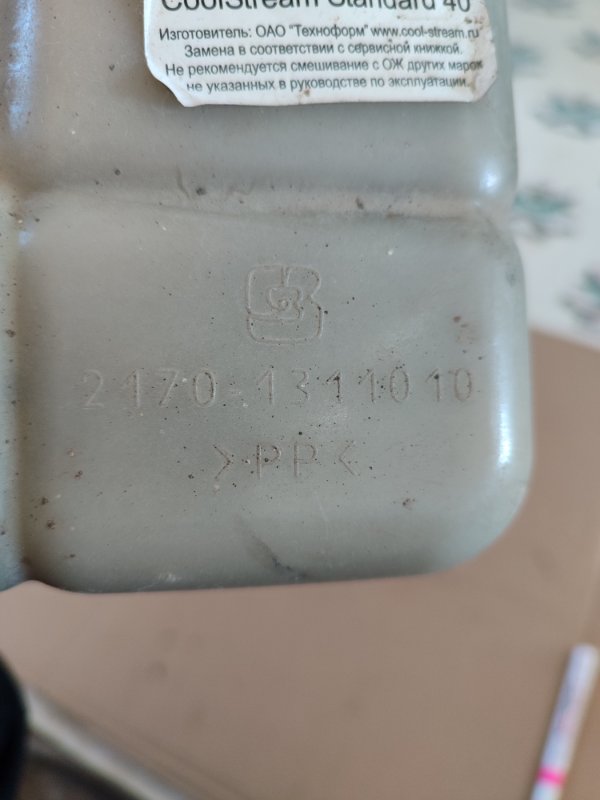 CoolStream Standard 40
Изготовитель: ОАО "Техноформ" www.cool-stream.ru
Замена в соответствии с сервисной книжкой.
Не рекомендуется смешивание с ОЖ других марок
не указанных в руководстве по эксплуатации.
2170-1311010
>PP<